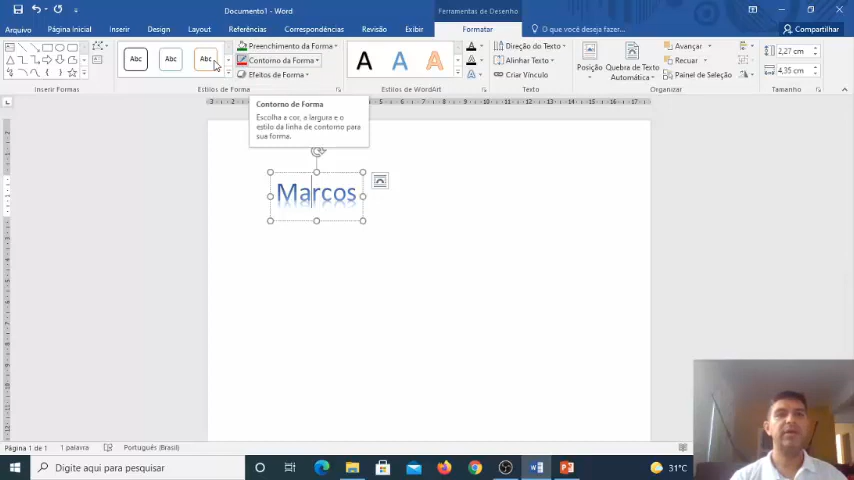 Documento1 - Word
Ferramentas de Desenho
Arquivo
Página Inicial
Inserir
Design
Layout
Referências
Correspondências
Revisão
Exibir
Formatar
O que você deseja fazer...
Compartilhar
Abc
Abc
Abc
Preenchimento da Forma
Contorno da Forma
Efeitos de Forma
A
A
A
Direção do Texto
Alinhar Texto
Criar Vínculo
Posição
Quebra de Texto
Automática
Avançar
Recuar
Painel de Seleção
2,27 cm
4,35 cm
Inserir Formas
Estilos de Forma
Estilos de WordArt
Texto
Organizar
Tamanho
Contorno de Forma
Escolha a cor, a largura e o
estilo da linha de contorno para
sua forma.
Marcos
Página 1 de 1
1 palavra
Português (Brasil)
Digite aqui para pesquisar
31°C